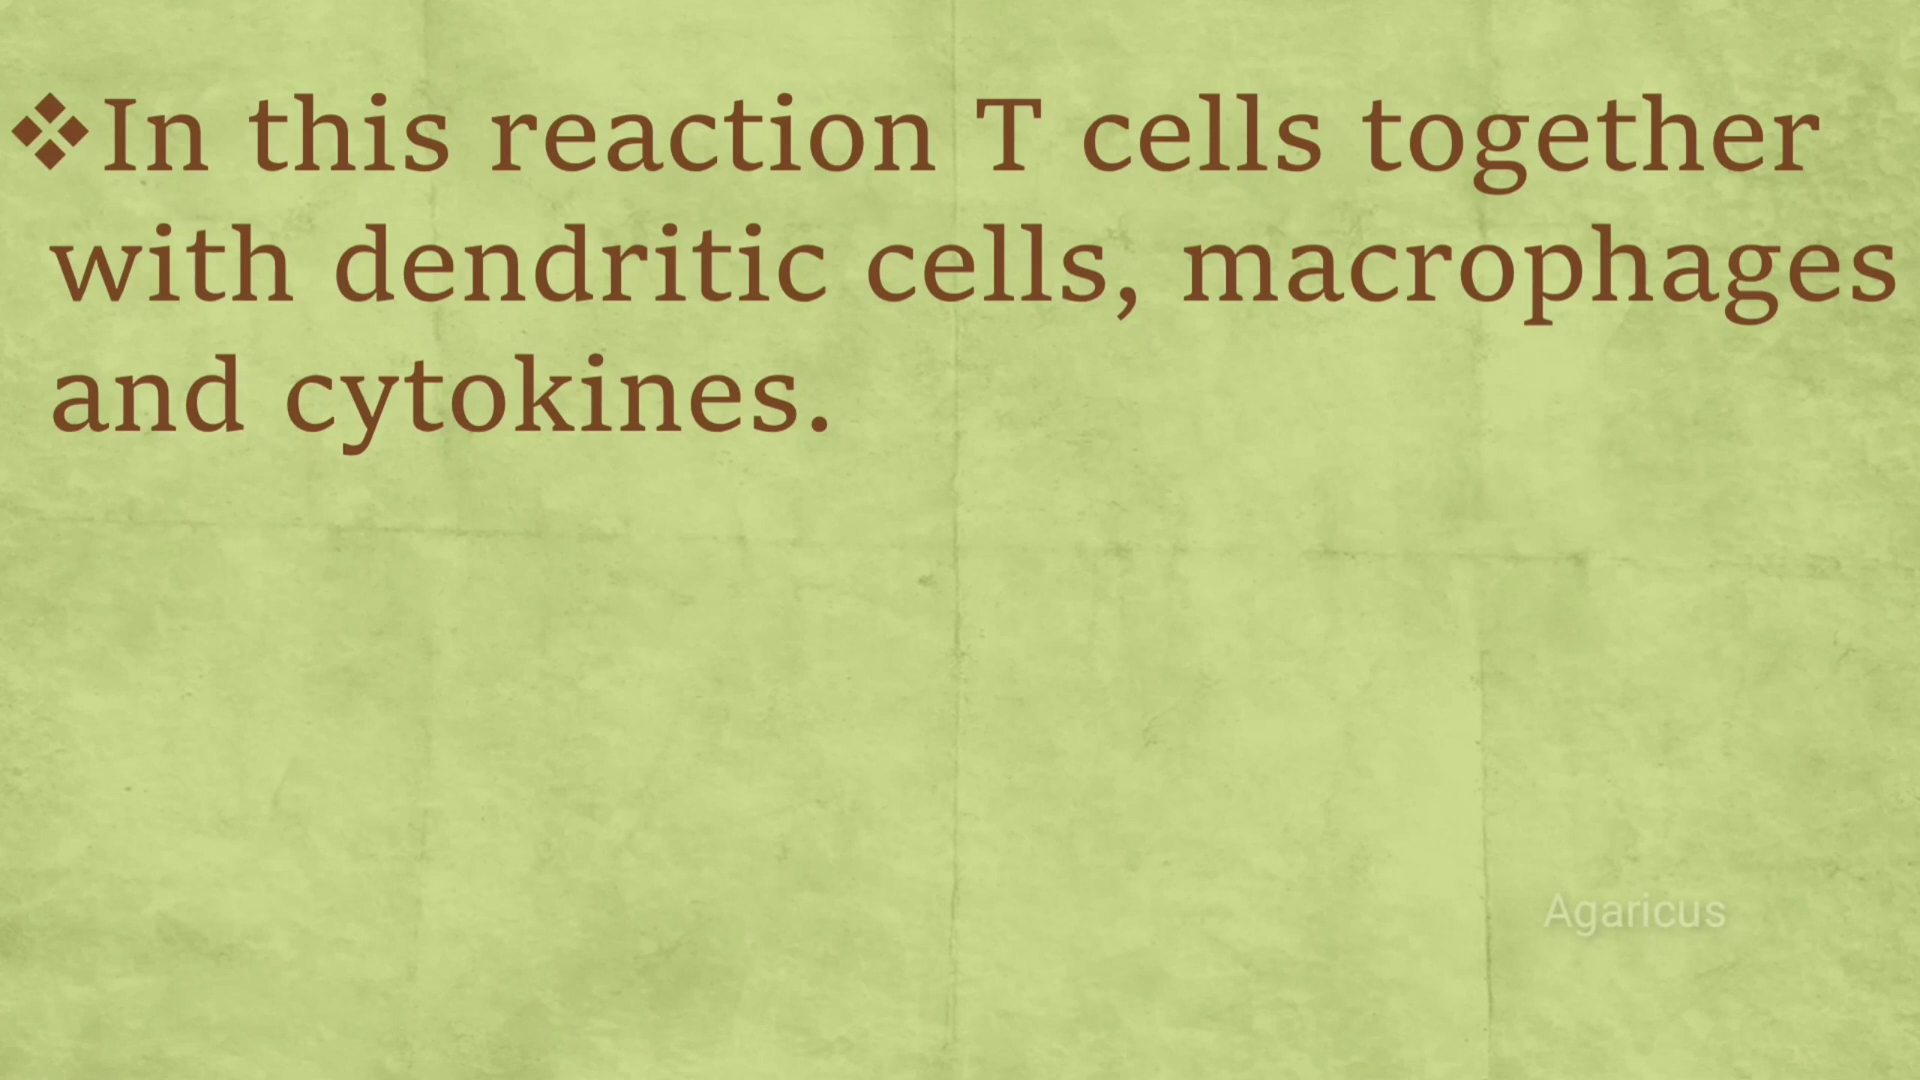 ❖In this reaction T cells together
with dendritic cells, macrophages
and cytokines.
Agaricus